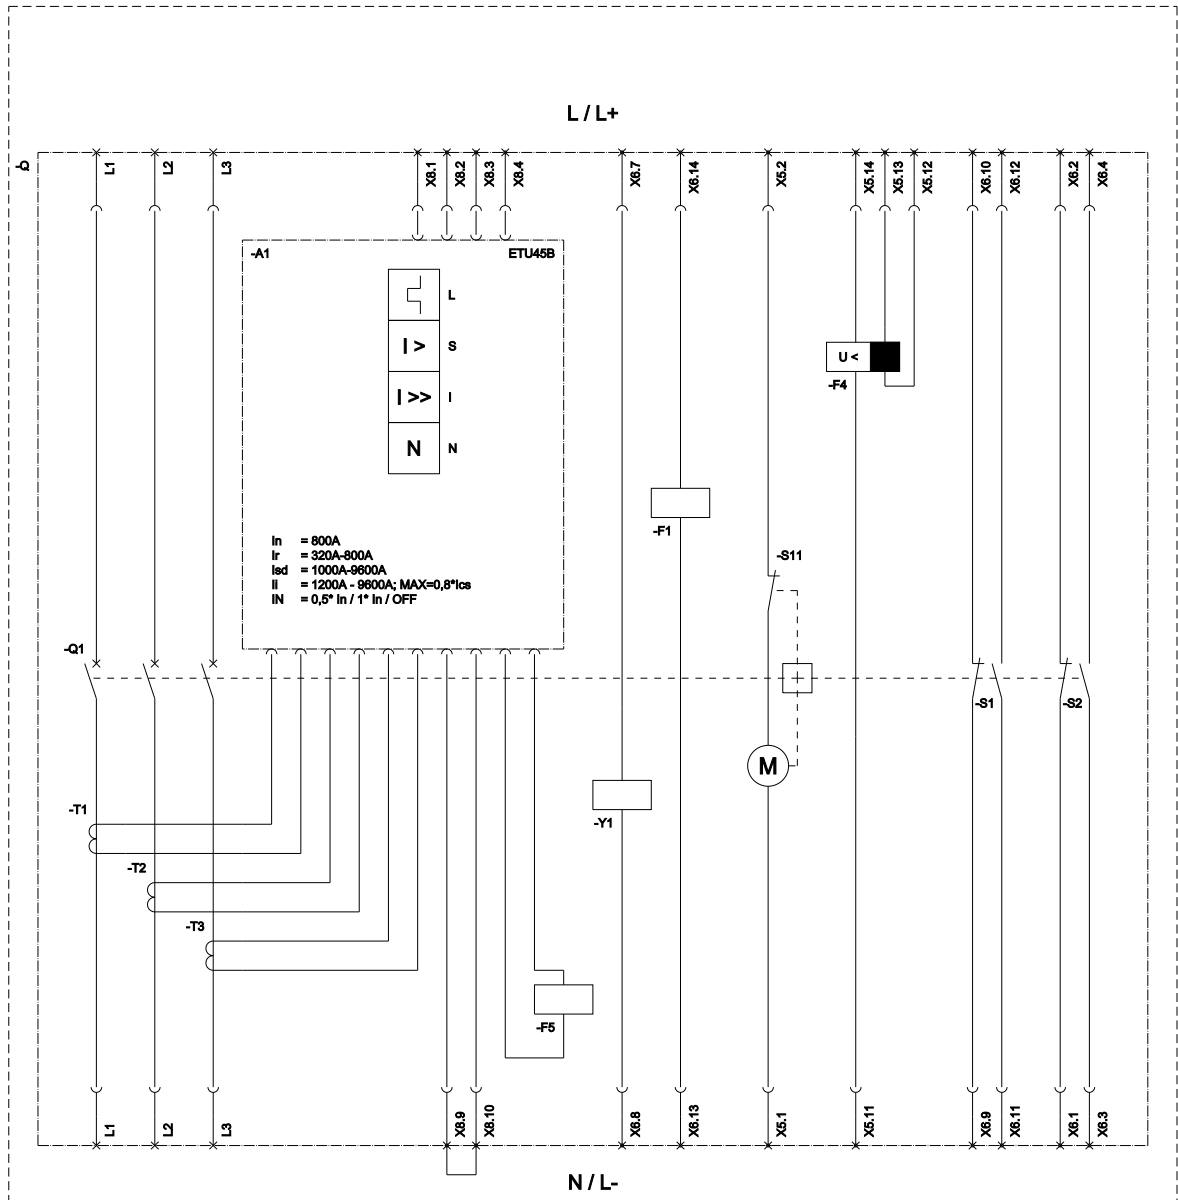 L / L+
-Q
L1
L2
L3
X8.1
X8.2
X8.3
X8.4
X6.7
X6.14
X5.2
X5.14
X5.13
X5.12
X6.10
X6.12
X6.2
X6.4
-A1
ETU45B
L
I >
S
I >>
I
N
N
U <
-F4
-F1
In = 800A
Ir = 320A-800A
Isd = 1000A-9600A
Ii = 1200A - 9600A; MAX=0,8*Ics
IN = 0,5* In / 1* In / OFF
-S11
-Q1
-S1
-S2
M
-T1
-Y1
-T2
-T3
-F5
L1
L2
L3
X8.9
X8.10
X6.8
X6.13
X5.1
X5.11
X6.9
X6.11
X6.1
X6.3
N / L-